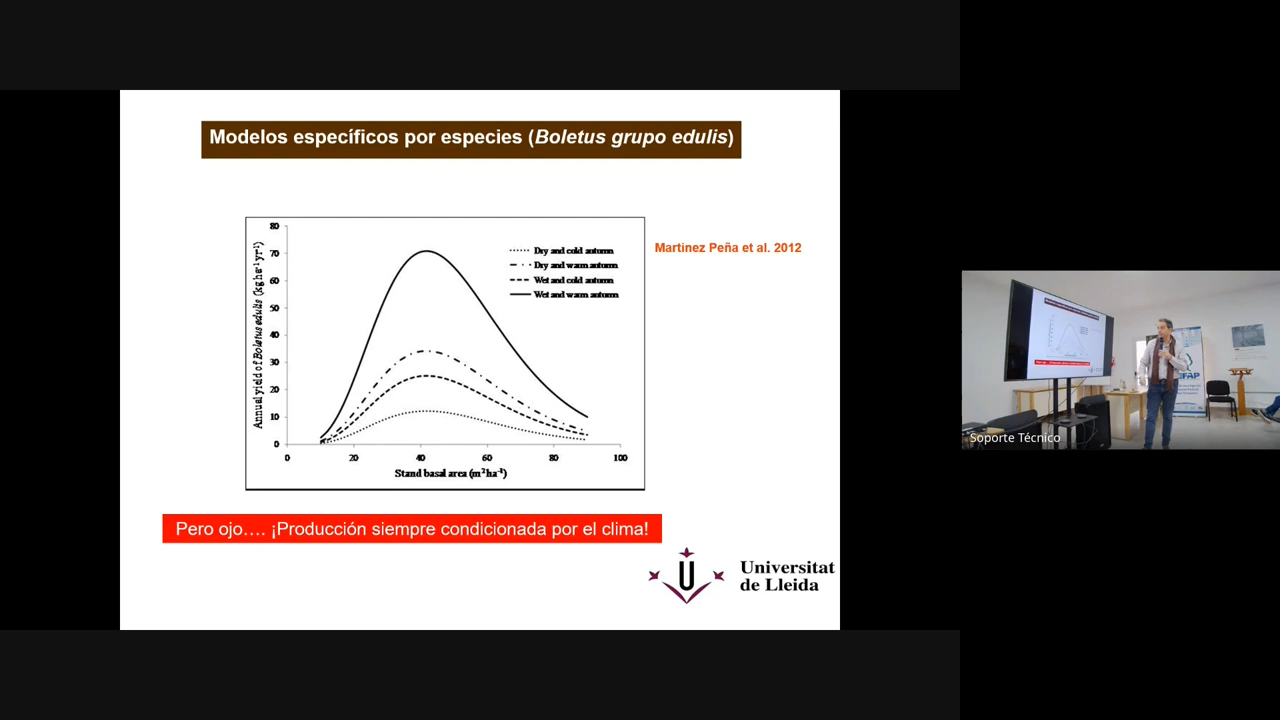 Modelos específicos por especies (Boletus grupo edulis)
80
70
60
50
40
30
20
10
0
Annual yield of Boletus edulis (kg ha⁻¹ yr⁻¹)
Dry and cold autumn
Dry and warm autumn
Wet and cold autumn
Wet and warm autumn
0 20 40 60 80 100
Stand basal area (m² ha⁻¹)
Martinez Peña et al. 2012
Pero ojo…. ¡Producción siempre condicionada por el clima!
Universitat
de Lleida
Soporte Técnico